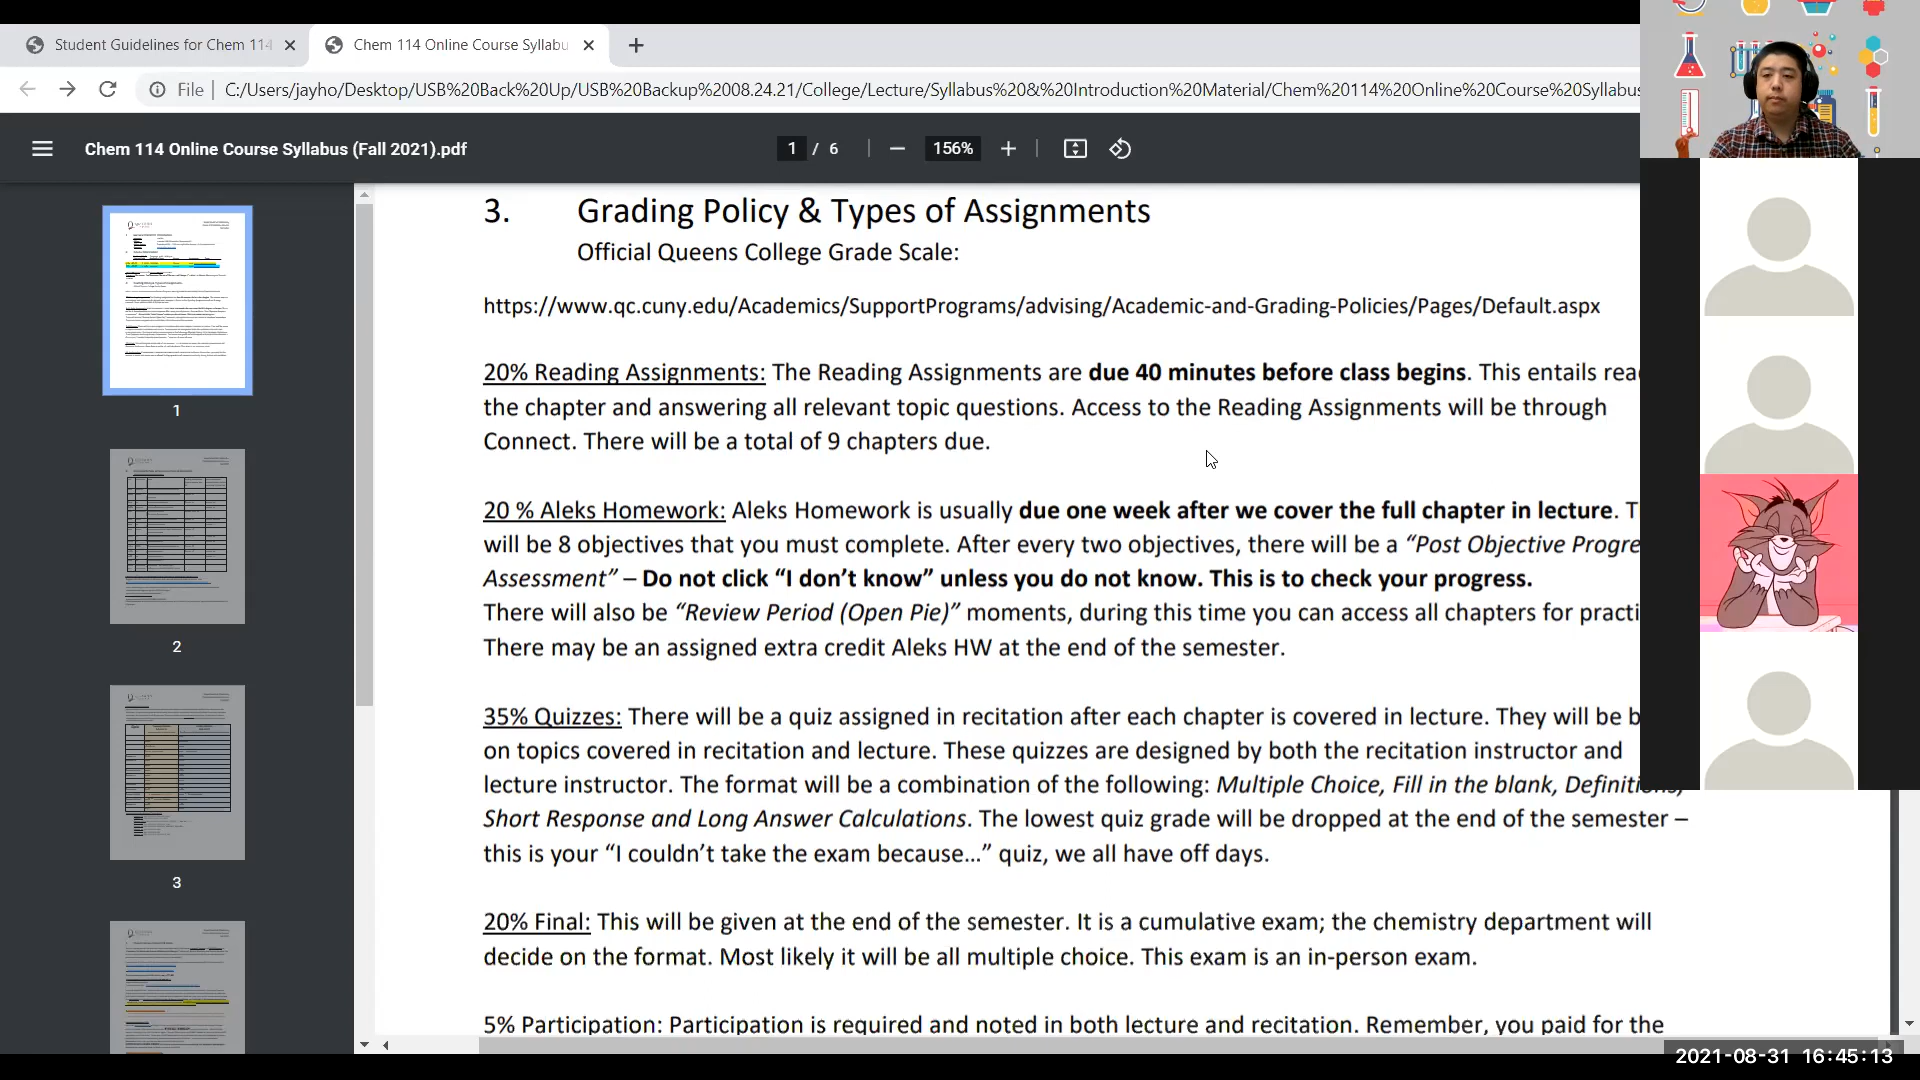 Student Guidelines for Chem 114
Chem 114 Online Course Syllabu
File
C:/Users/jayho/Desktop/USB%20Back%20Up/USB%20Backup%2008.24.21/College/Lecture/Syllabus%20&%20Introduction%20Material/Chem%20114%20Online%20Course%20Syllabus
Chem 114 Online Course Syllabus (Fall 2021).pdf
1 / 6
156%
3. Grading Policy & Types of Assignments
Official Queens College Grade Scale:
https://www.qc.cuny.edu/Academics/SupportPrograms/advising/Academic-and-Grading-Policies/Pages/Default.aspx
20% Reading Assignments: The Reading Assignments are due 40 minutes before class begins. This entails rea
the chapter and answering all relevant topic questions. Access to the Reading Assignments will be through
Connect. There will be a total of 9 chapters due.
20 % Aleks Homework: Aleks Homework is usually due one week after we cover the full chapter in lecture. T
will be 8 objectives that you must complete. After every two objectives, there will be a “Post Objective Progre
Assessment” – Do not click “I don’t know” unless you do not know. This is to check your progress.
There will also be “Review Period (Open Pie)” moments, during this time you can access all chapters for practi
There may be an assigned extra credit Aleks HW at the end of the semester.
35% Quizzes: There will be a quiz assigned in recitation after each chapter is covered in lecture. They will be b
on topics covered in recitation and lecture. These quizzes are designed by both the recitation instructor and
lecture instructor. The format will be a combination of the following: Multiple Choice, Fill in the blank, Definitions,
Short Response and Long Answer Calculations. The lowest quiz grade will be dropped at the end of the semester –
this is your “I couldn’t take the exam because…” quiz, we all have off days.
20% Final: This will be given at the end of the semester. It is a cumulative exam; the chemistry department will
decide on the format. Most likely it will be all multiple choice. This exam is an in-person exam.
5% Participation: Participation is required and noted in both lecture and recitation. Remember, you paid for the
1
2
3
2021-08-31 16:45:13